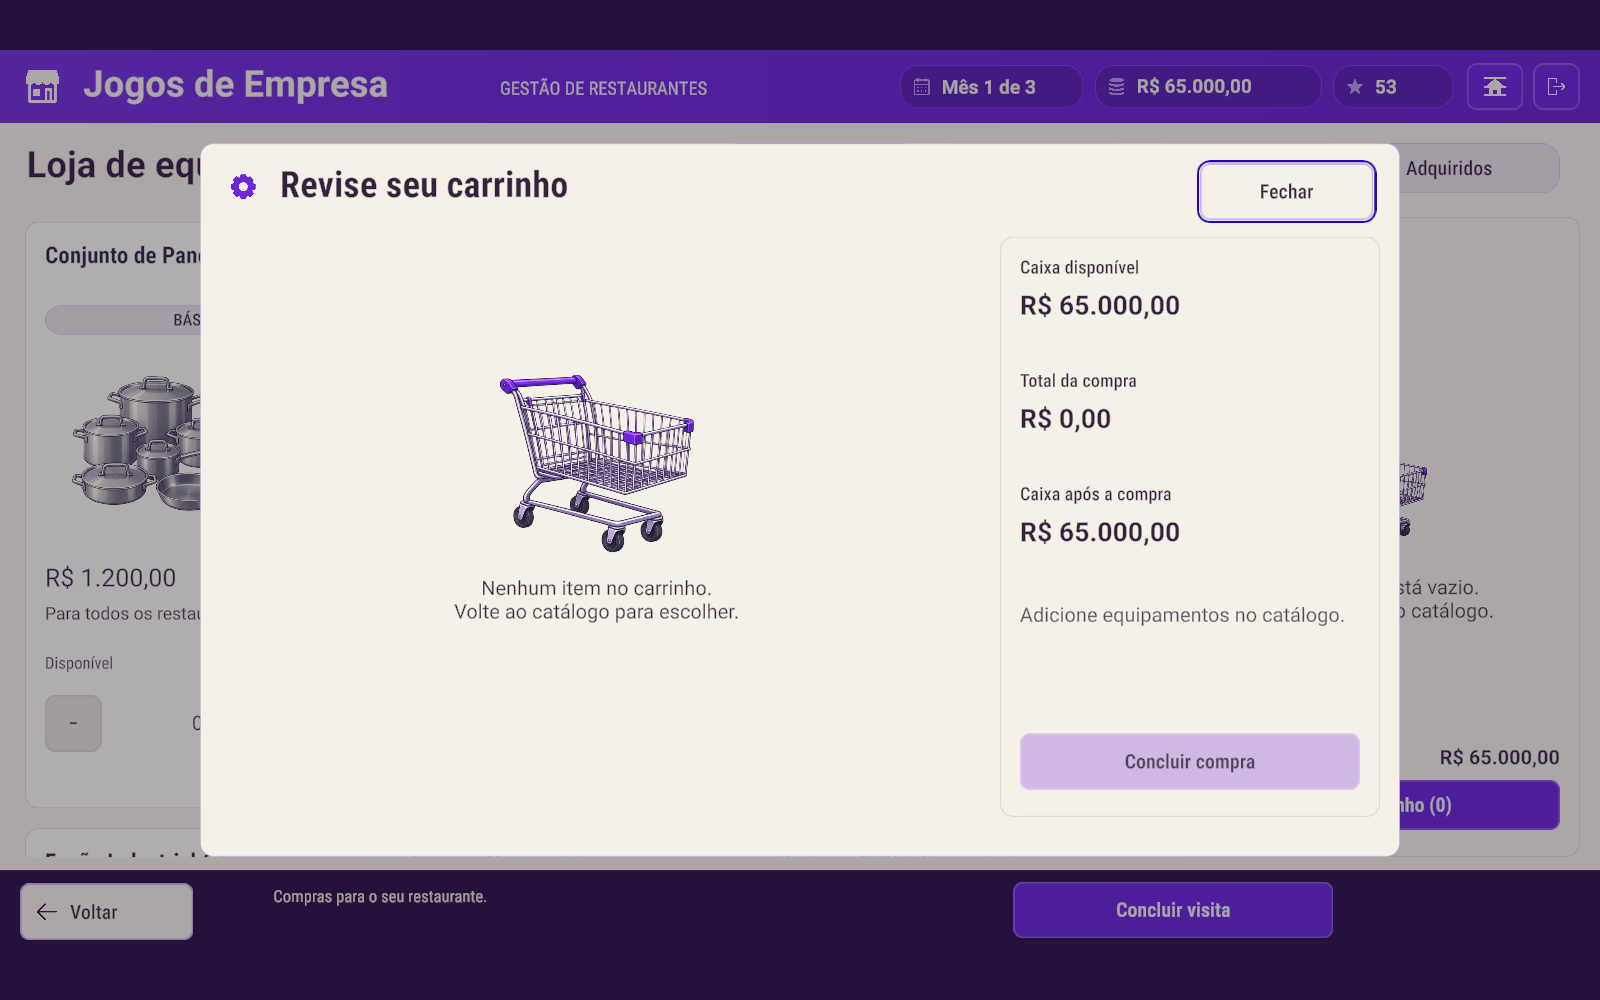 Jogos de Empresa
GESTÃO DE RESTAURANTES
Mês 1 de 3
R$ 65.000,00
53
Loja de equ
Adquiridos
Revise seu carrinho
Fechar
Conjunto de Pane
BÁS
R$ 1.200,00
Para todos os restau
Disponível
-
Nenhum item no carrinho.
Volte ao catálogo para escolher.
Caixa disponível
R$ 65.000,00
Total da compra
R$ 0,00
Caixa após a compra
R$ 65.000,00
Adicione equipamentos no catálogo.
Concluir compra
stá vazio.
o catálogo.
R$ 65.000,00
nho (0)
Voltar
Compras para o seu restaurante.
Concluir visita